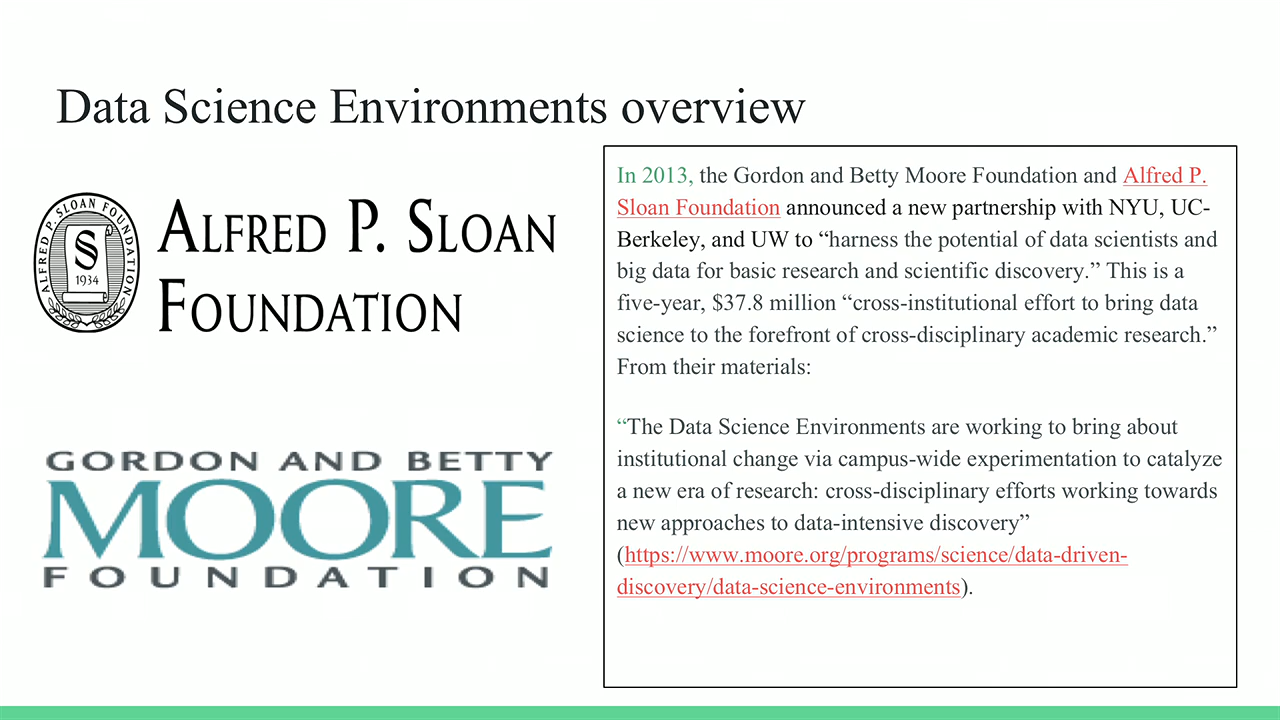 Data Science Environments overview
ALFRED P. SLOAN FOUNDATION
S
1934
ALFRED P. SLOAN
FOUNDATION
GORDON AND BETTY
MOORE
FOUNDATION
In 2013, the Gordon and Betty Moore Foundation and Alfred P.
Sloan Foundation announced a new partnership with NYU, UC-
Berkeley, and UW to “harness the potential of data scientists and
big data for basic research and scientific discovery.” This is a
five-year, $37.8 million “cross-institutional effort to bring data
science to the forefront of cross-disciplinary academic research.”
From their materials:
“The Data Science Environments are working to bring about
institutional change via campus-wide experimentation to catalyze
a new era of research: cross-disciplinary efforts working towards
new approaches to data-intensive discovery”
(https://www.moore.org/programs/science/data-driven-
discovery/data-science-environments).